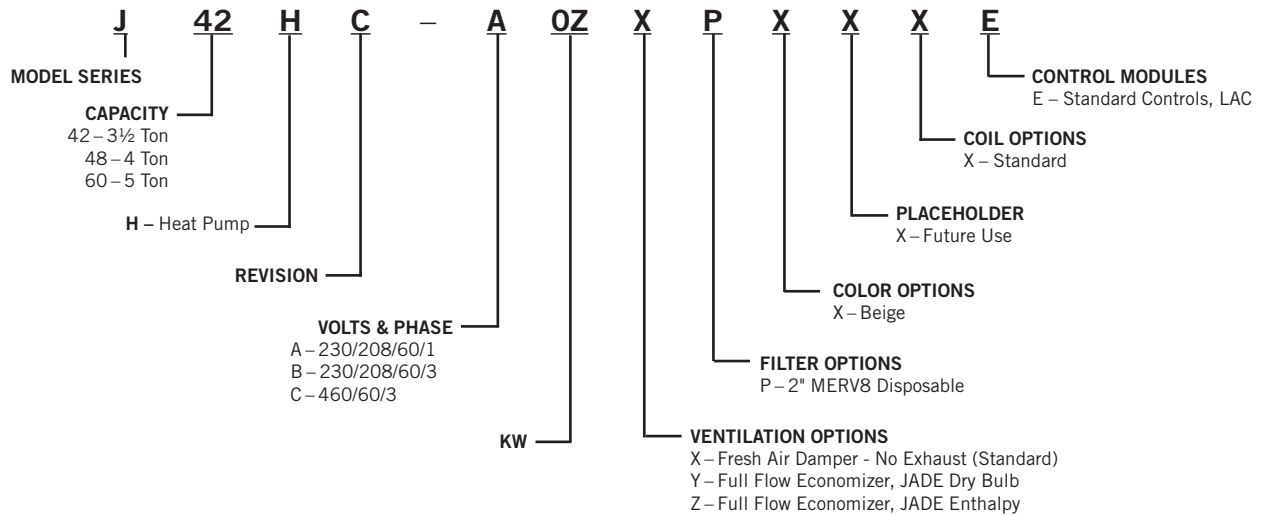 J 42 H C – A 0Z X P X X X E
MODEL SERIES
CAPACITY
42 – 3½ Ton
48 – 4 Ton
60 – 5 Ton
H – Heat Pump
REVISION
VOLTS & PHASE
A – 230/208/60/1
B – 230/208/60/3
C – 460/60/3
KW
VENTILATION OPTIONS
X – Fresh Air Damper - No Exhaust (Standard)
Y – Full Flow Economizer, JADE Dry Bulb
Z – Full Flow Economizer, JADE Enthalpy
FILTER OPTIONS
P – 2" MERV8 Disposable
COLOR OPTIONS
X – Beige
PLACEHOLDER
X – Future Use
COIL OPTIONS
X – Standard
CONTROL MODULES
E – Standard Controls, LAC